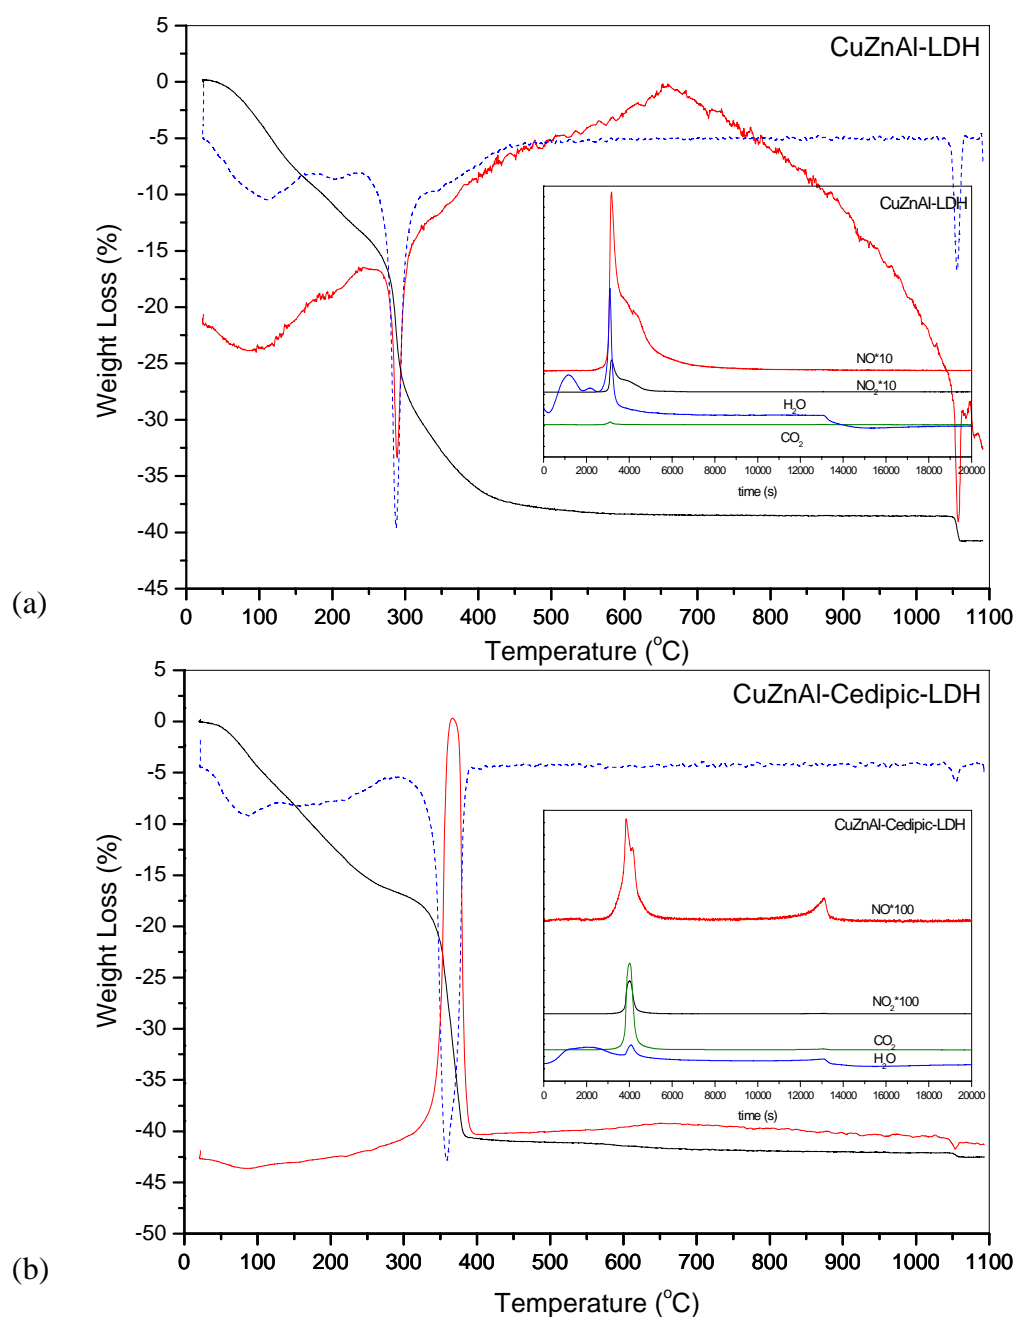 CuZnAl-LDH
5
0
-5
-10
-15
-20
-25
-30
-35
-40
-45
Weight Loss (%)
CuZnAl-LDH
NO*10
NO2*10
H2O
CO2
0 2000 4000 6000 8000 10000 12000 14000 16000 18000 20000
time (s)
0 100 200 300 400 500 600 700 800 900 1000 1100
Temperature (oC)
(a)
CuZnAl-Cedipic-LDH
5
0
-5
-10
-15
-20
-25
-30
-35
-40
-45
-50
Weight Loss (%)
CuZnAl-Cedipic-LDH
NO*100
NO2*100
CO2
H2O
0 2000 4000 6000 8000 10000 12000 14000 16000 18000 20000
time (s)
0 100 200 300 400 500 600 700 800 900 1000 1100
Temperature (oC)
(b)